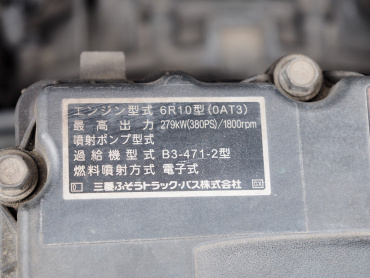 エンジン型式 6R10型(0AT3)
最高出力 279kW(380PS)/1800rpm
噴射ポンプ型式
過給機型式 B3-471-2型
燃料噴射方式 電子式
三菱ふそうトラック・バス株式会社